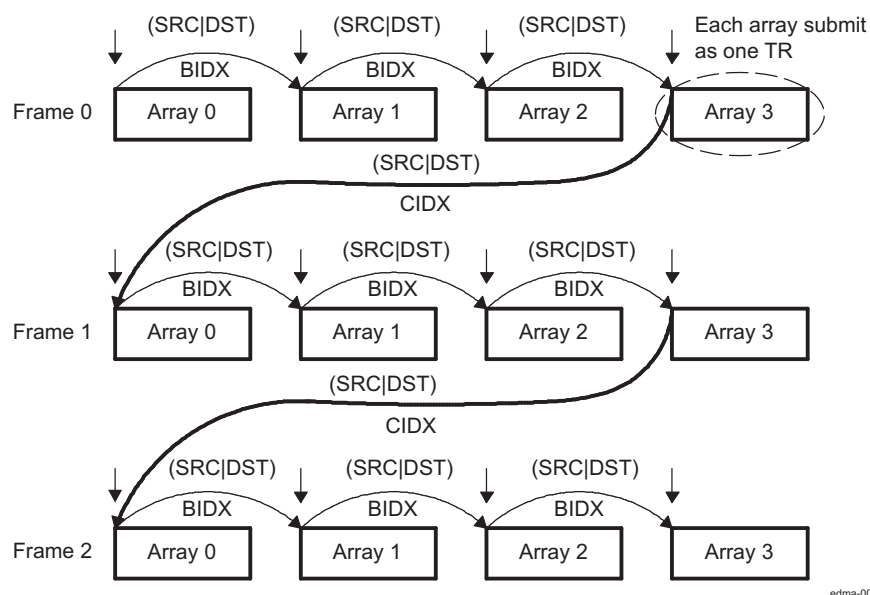 (SRC|DST) (SRC|DST) (SRC|DST) Each array submit
as one TR
BIDX BIDX BIDX
Frame 0 Array 0 Array 1 Array 2 Array 3
(SRC|DST)
CIDX
(SRC|DST) (SRC|DST) (SRC|DST)
BIDX BIDX BIDX
Frame 1 Array 0 Array 1 Array 2 Array 3
(SRC|DST)
CIDX
(SRC|DST) (SRC|DST) (SRC|DST)
BIDX BIDX BIDX
Frame 2 Array 0 Array 1 Array 2 Array 3